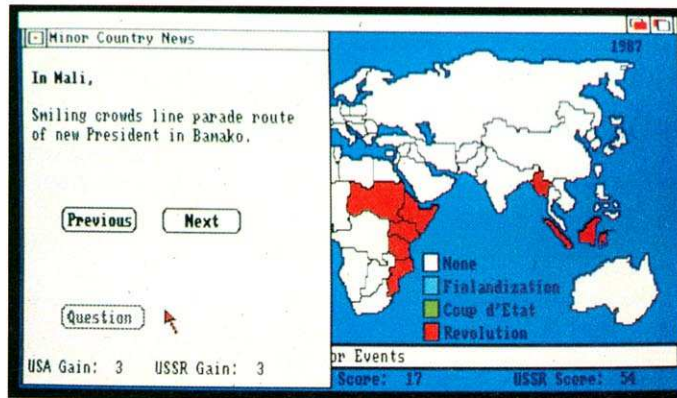 Minor Country News
1987
In Mali,
Smiling crowds line parade route
of new President in Bamako.
Previous
Next
Question
None
Finlandization
Coup d'Etat
Revolution
USA Gain: 3 USSR Gain: 3
or Events
Score: 17 USSR Score: 54